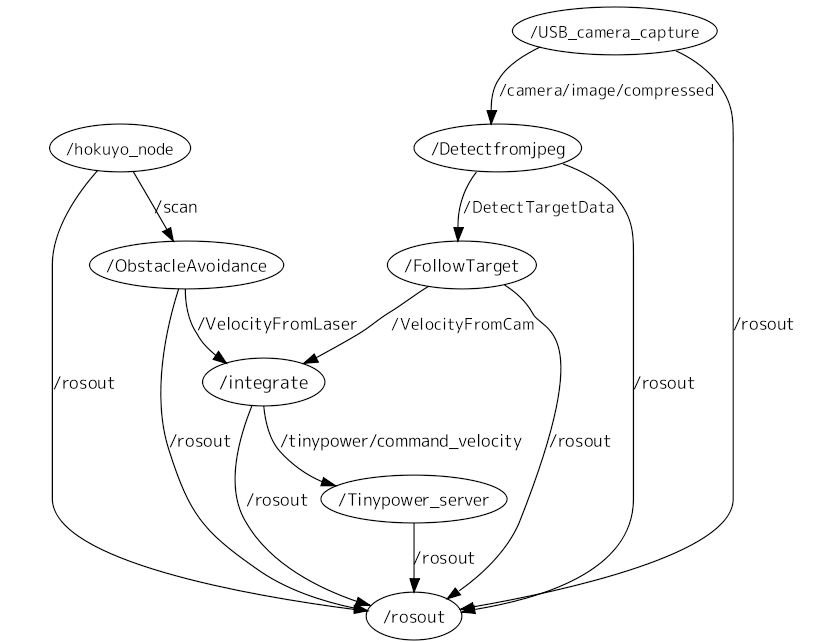 /USB_camera_capture
/camera/image/compressed
/hokuyo_node
/Detectfromjpeg
/scan
/DetectTargetData
/ObstacleAvoidance
/FollowTarget
/VelocityFromLaser
/VelocityFromCam
/rosout
/rosout
/integrate
/rosout
/rosout
/tinypower/command_velocity
/rosout
/rosout
/Tinypower_server
/rosout
/rosout